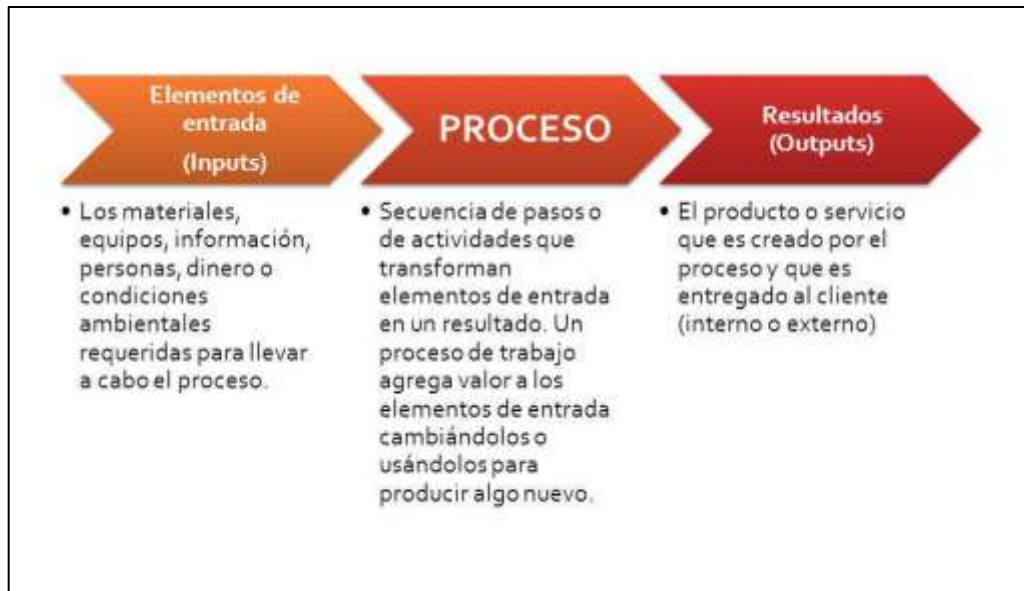 Elementos de
entrada
(Inputs)
PROCESO
Resultados
(Outputs)
• Los materiales,
equipos, información,
personas, dinero o
condiciones
ambientales
requeridas para llevar
a cabo el proceso.
• Secuencia de pasos o
de actividades que
transforman
elementos de entrada
en un resultado. Un
proceso de trabajo
agrega valor a los
elementos de entrada
cambiándolos o
usándolos para
producir algo nuevo.
• El producto o servicio
que es creado por el
proceso y que es
entregado al cliente
(interno o externo)